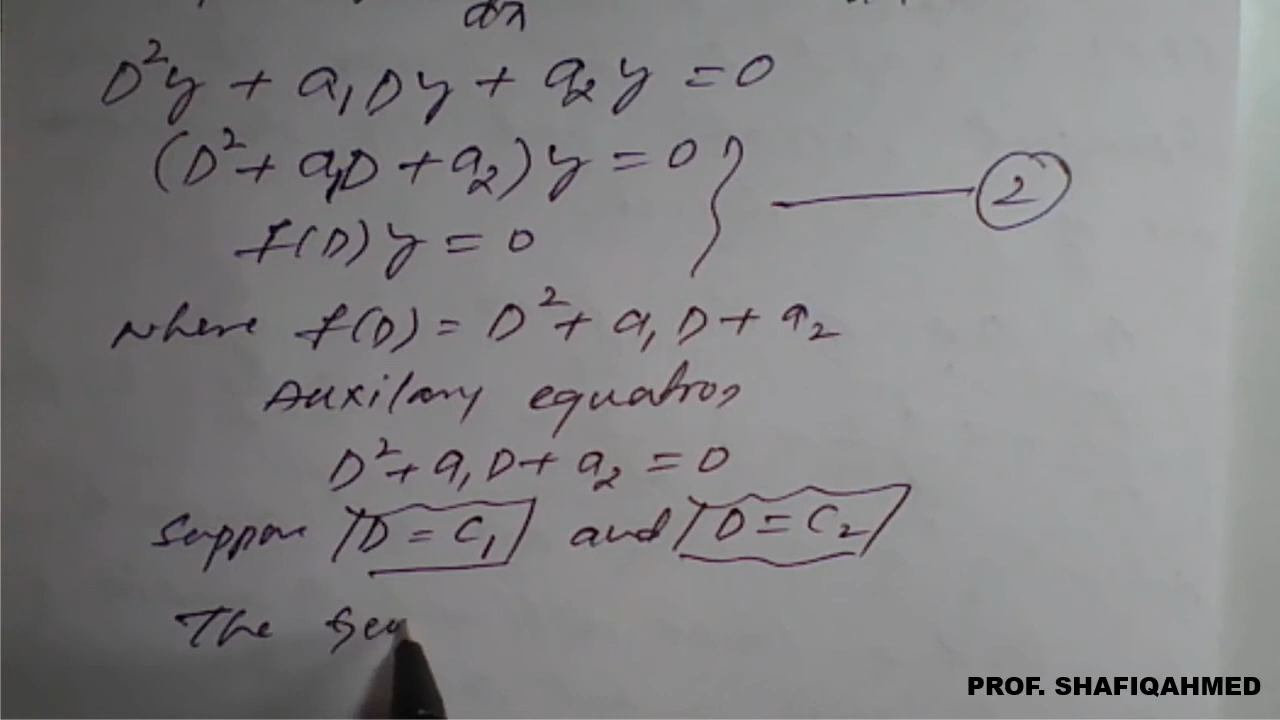 dx
D²y + a₁Dy + a₂y = 0
(D² + a₁D + a₂)y = 0
f(D)y = 0
2
where f(D) = D² + a₁D + a₂
Auxilary equation
D² + a₁D + a₂ = 0
Suppose D = C₁ and D = C₂
The
PROF. SHAFIQAHMED